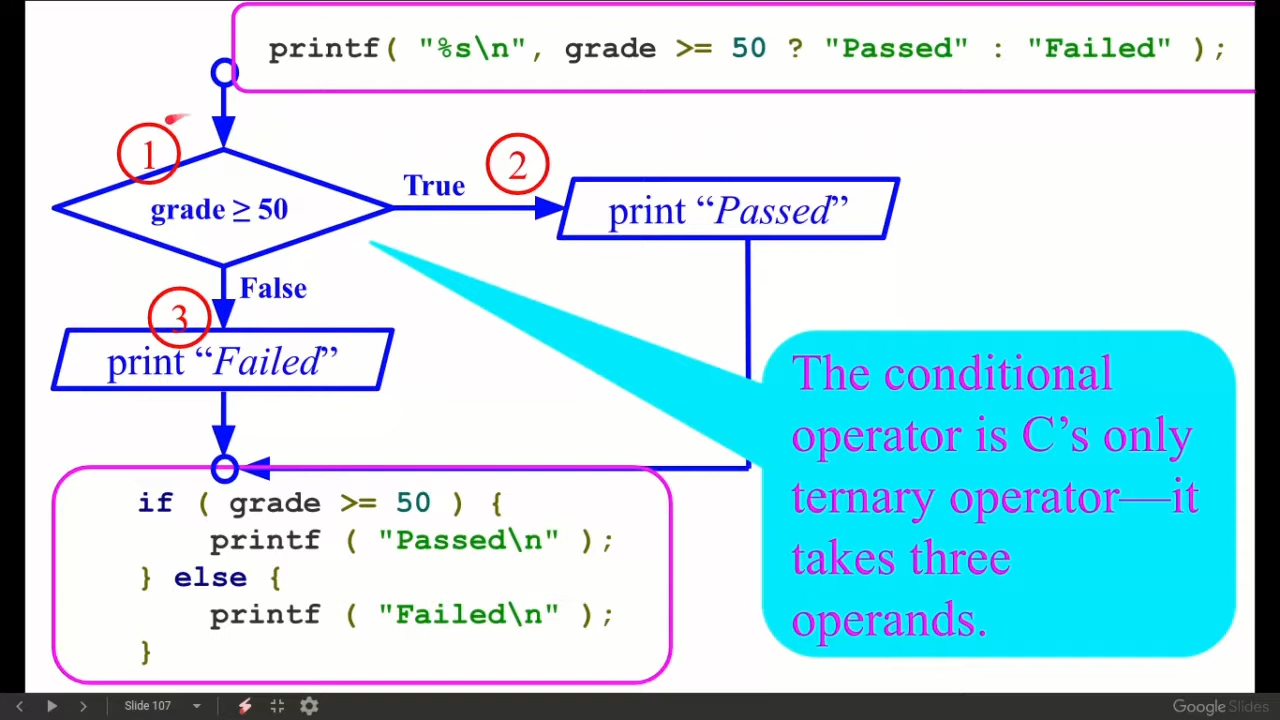 printf( "%s\n", grade >= 50 ? "Passed" : "Failed" );
1
2
True
grade ≥ 50
print “Passed”
False
3
print “Failed”
The conditional
operator is C’s only
ternary operator—it
takes three
operands.
if ( grade >= 50 ) {
printf ( "Passed\n" );
} else {
printf ( "Failed\n" );
}
Slide 107
Google Slides